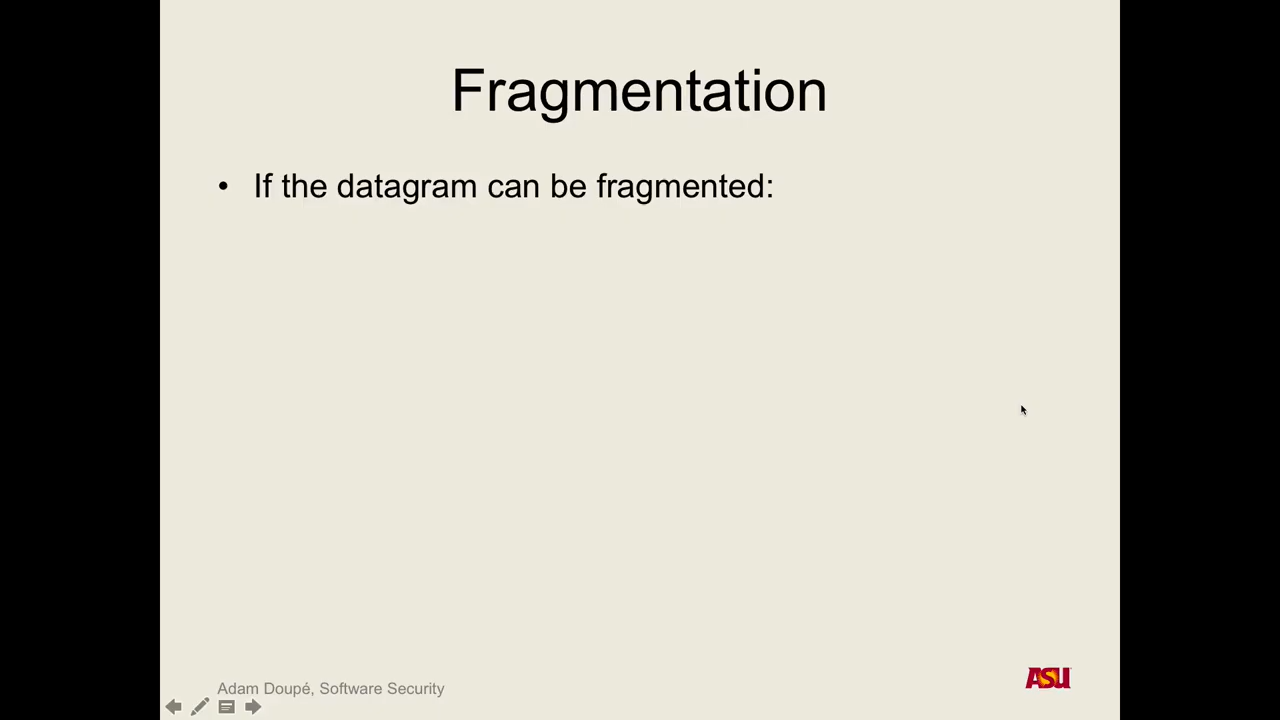 Fragmentation
• If the datagram can be fragmented:
Adam Doupé, Software Security
ASU